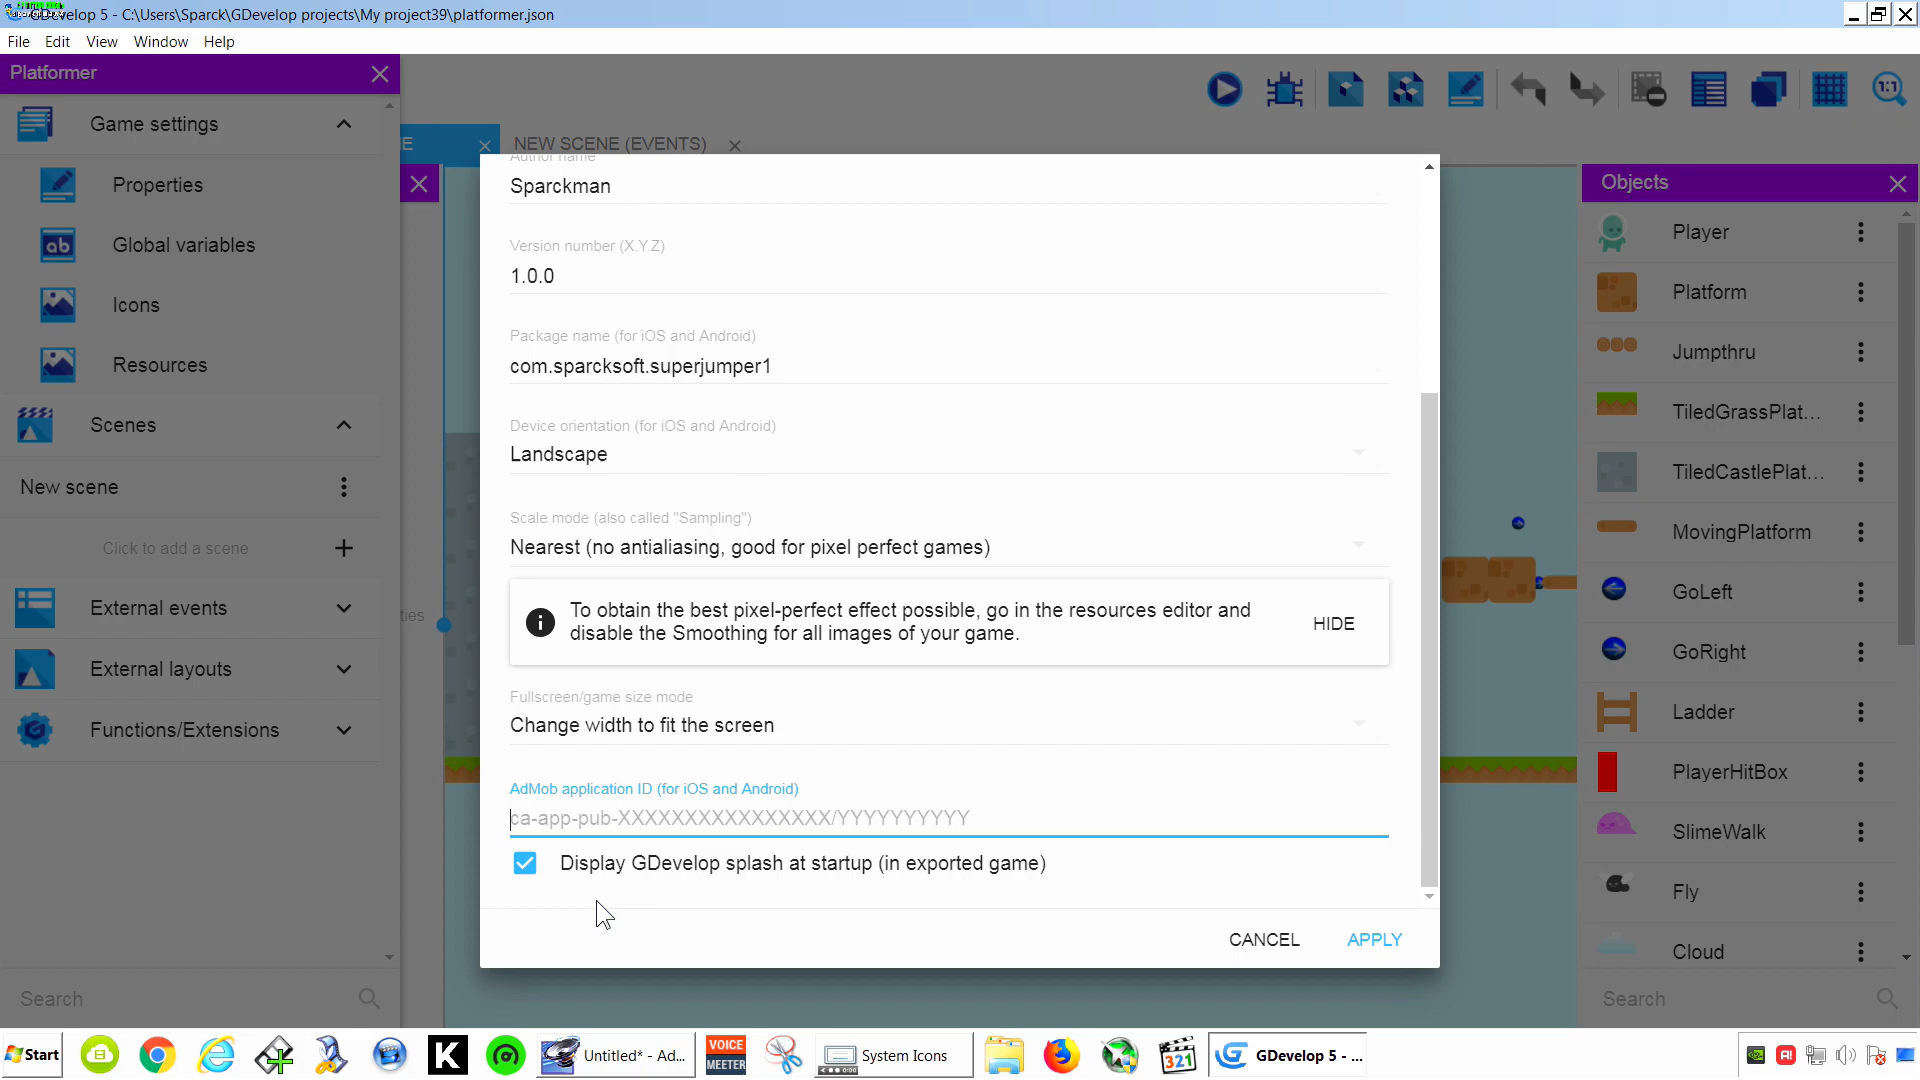 GDevelop 5 - C:\Users\Sparck\GDevelop projects\My project39\platformer.json
File Edit View Window Help
Platformer
Game settings
Properties
Global variables
Icons
Resources
Scenes
New scene
Click to add a scene
External events
External layouts
Functions/Extensions
Search
E
NEW SCENE (EVENTS)
1:1
ties
Author name
Sparckman
Version number (X.Y.Z)
1.0.0
Package name (for iOS and Android)
com.sparcksoft.superjumper1
Device orientation (for iOS and Android)
Landscape
Scale mode (also called "Sampling")
Nearest (no antialiasing, good for pixel perfect games)
To obtain the best pixel-perfect effect possible, go in the resources editor and
disable the Smoothing for all images of your game.
HIDE
Fullscreen/game size mode
Change width to fit the screen
AdMob application ID (for iOS and Android)
ca-app-pub-XXXXXXXXXXXXXXXX/YYYYYYYYYY
Display GDevelop splash at startup (in exported game)
CANCEL APPLY
Objects
Player
Platform
Jumpthru
TiledGrassPlat...
TiledCastlePlat...
MovingPlatform
GoLeft
GoRight
Ladder
PlayerHitBox
SlimeWalk
Fly
Cloud
Search
Start
K
Untitled* - Ad...
VOICE
MEETER
System Icons
321
GDevelop 5 - ...